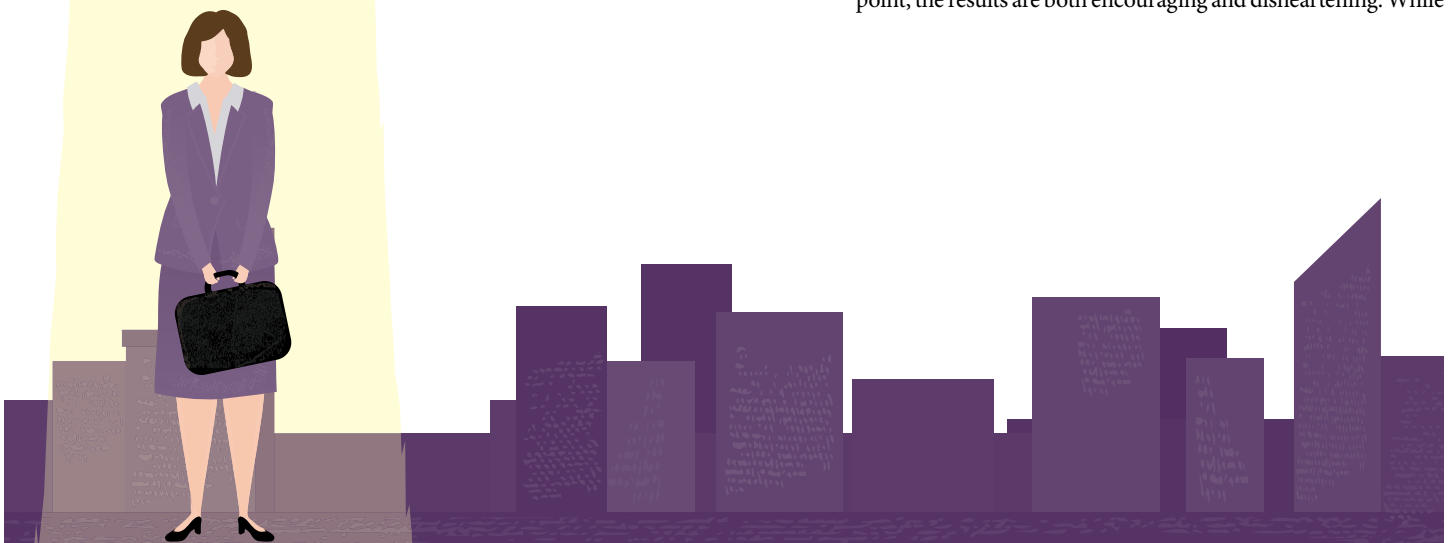 point, the results are both encouraging and disheartening. While